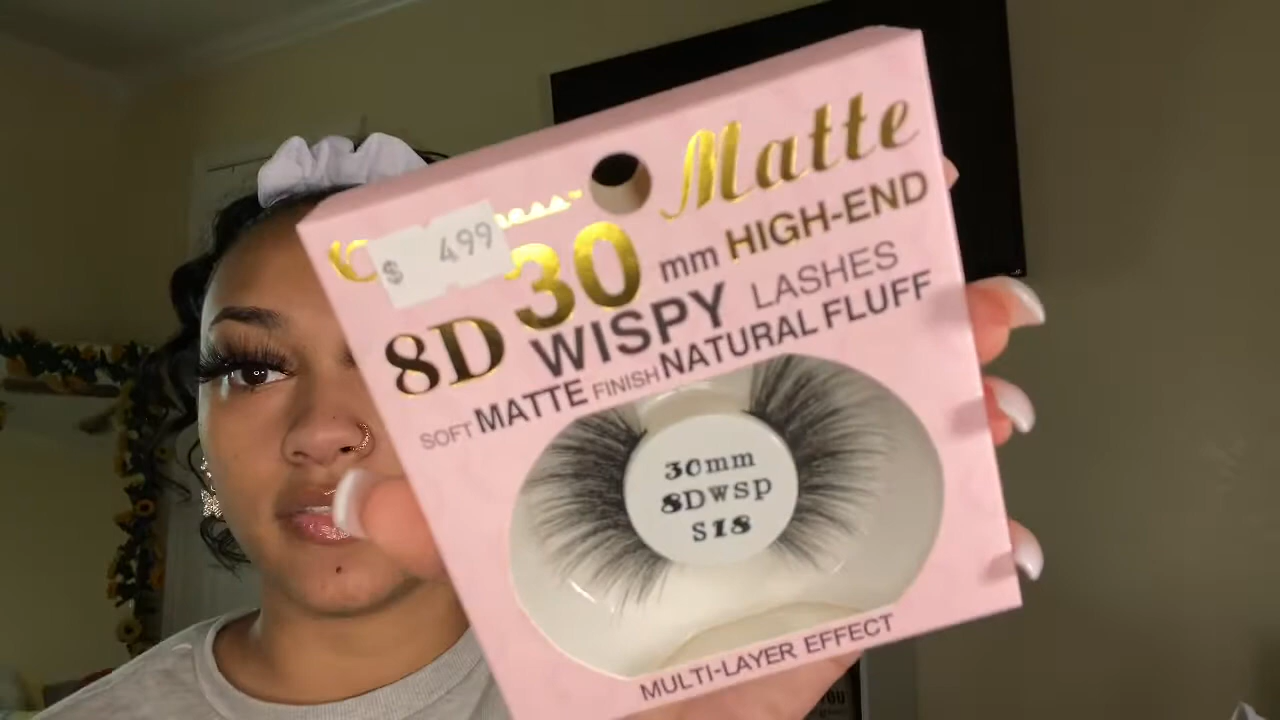 Matte
$ 499
30 mm HIGH-END
8D WISPY LASHES
SOFT MATTE FINISH NATURAL FLUFF
30mm
8DWSP
S18
MULTI-LAYER EFFECT